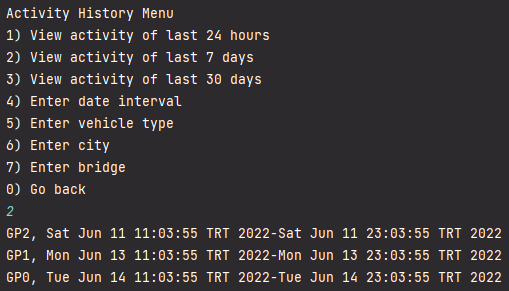 Activity History Menu
1) View activity of last 24 hours
2) View activity of last 7 days
3) View activity of last 30 days
4) Enter date interval
5) Enter vehicle type
6) Enter city
7) Enter bridge
0) Go back
2
GP2, Sat Jun 11 11:03:55 TRT 2022-Sat Jun 11 23:03:55 TRT 2022
GP1, Mon Jun 13 11:03:55 TRT 2022-Mon Jun 13 23:03:55 TRT 2022
GP0, Tue Jun 14 11:03:55 TRT 2022-Tue Jun 14 23:03:55 TRT 2022